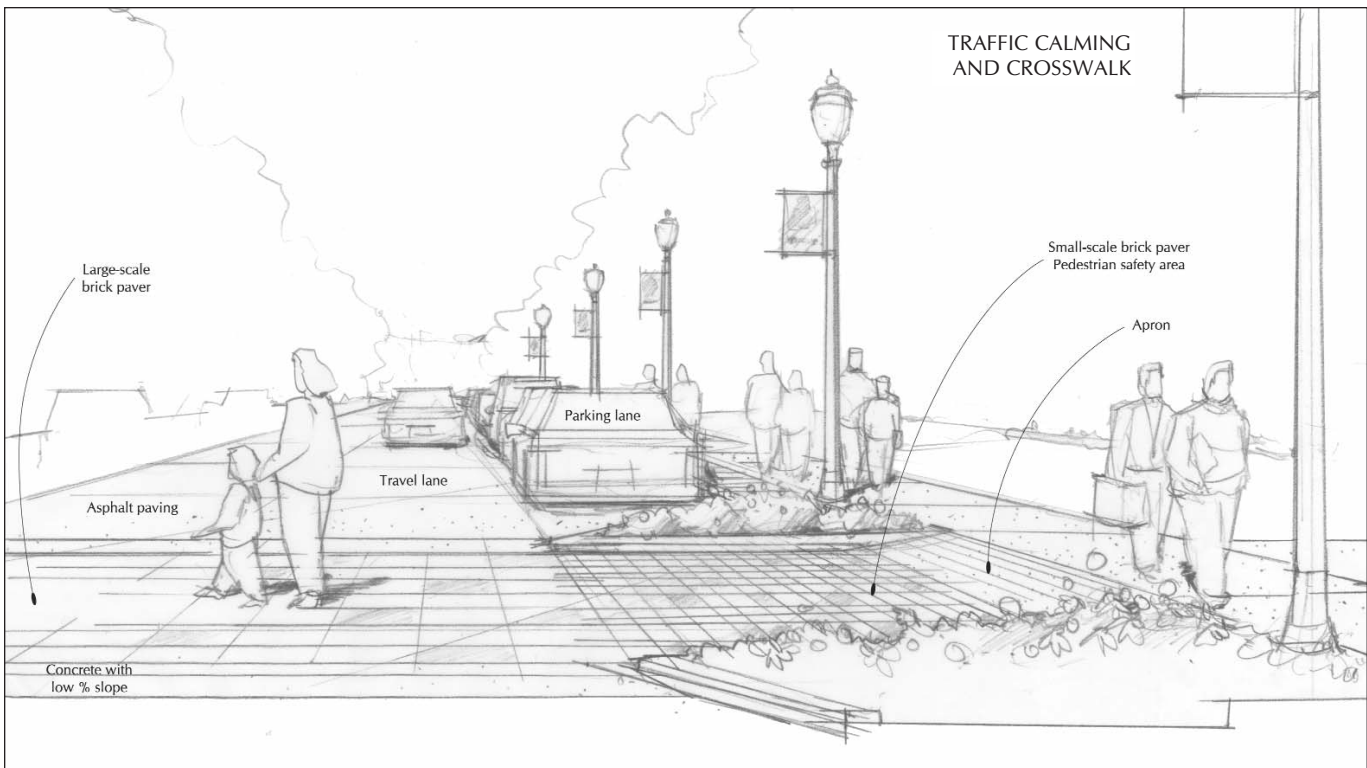 TRAFFIC CALMING
AND CROSSWALK
Large-scale
brick paver
Small-scale brick paver
Pedestrian safety area
Apron
Parking lane
Travel lane
Asphalt paving
Concrete with
low % slope